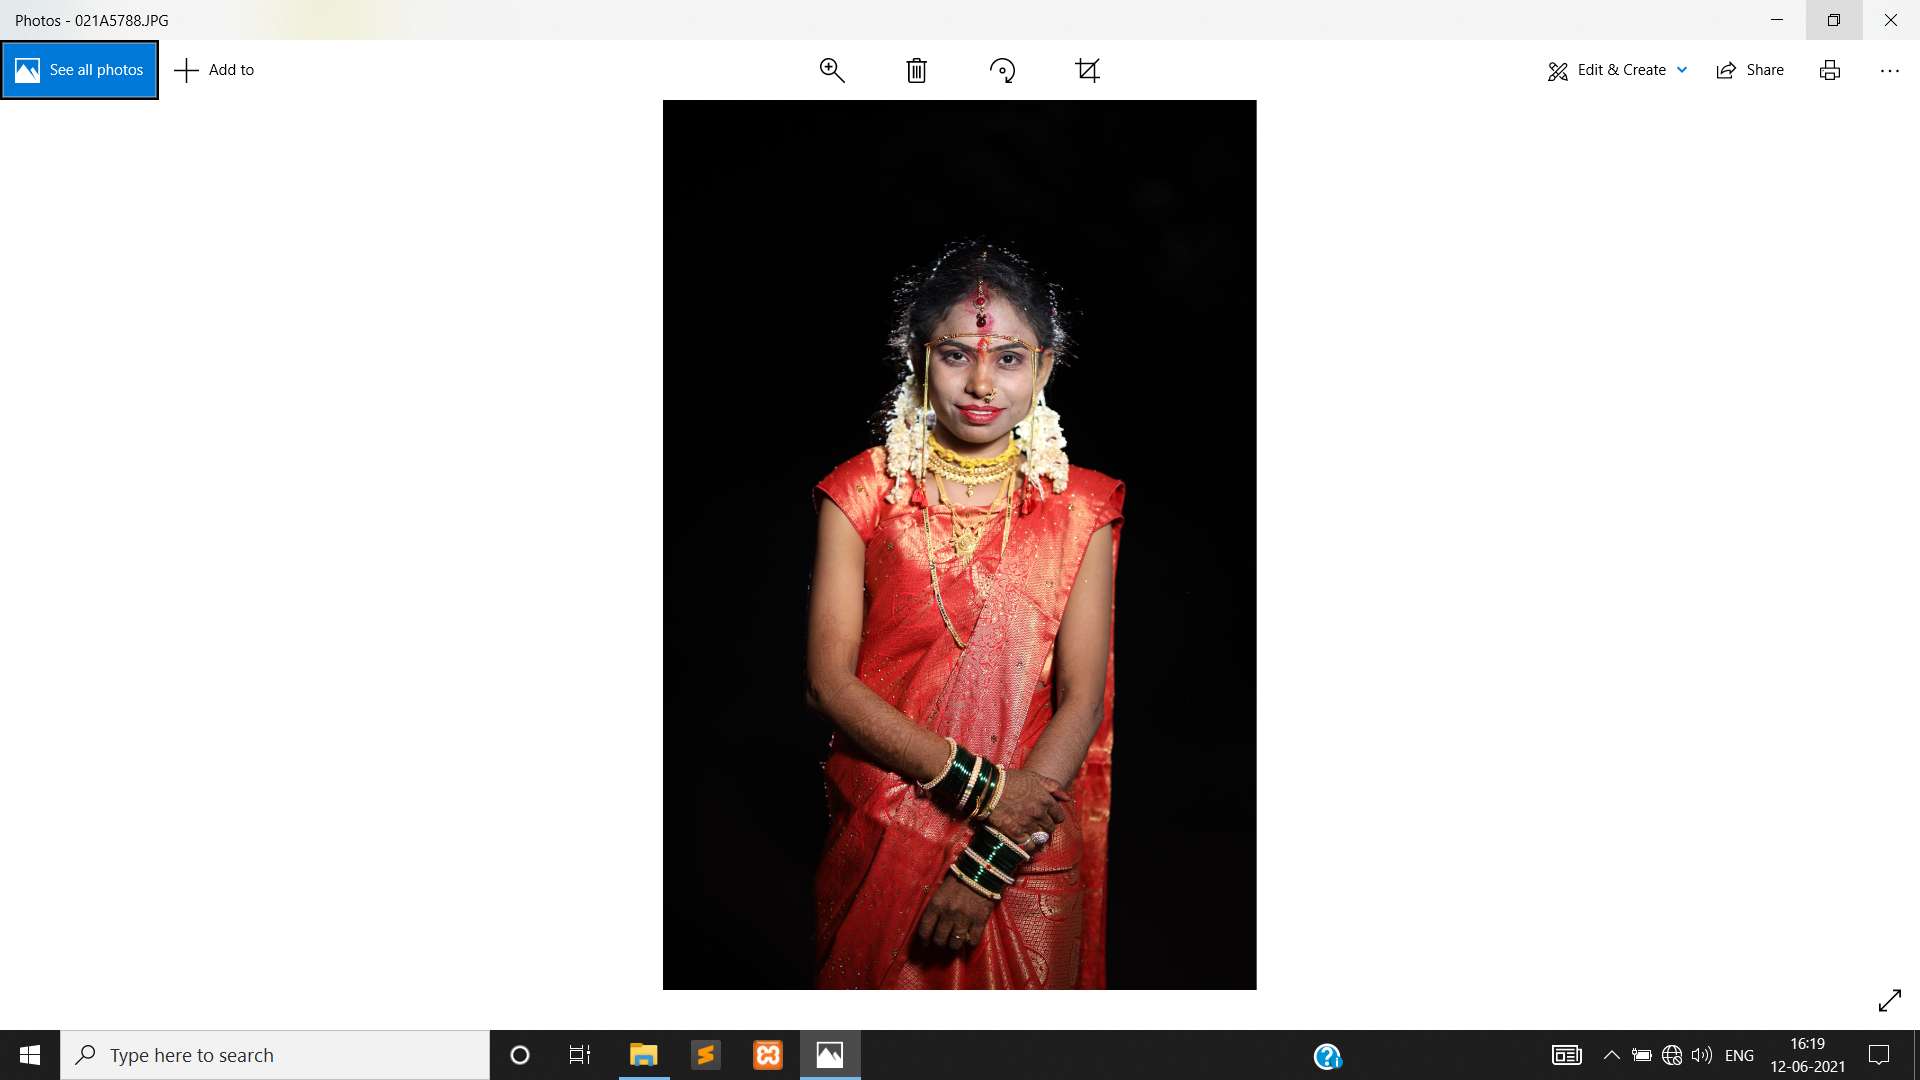 Photos - 021A5788.JPG
See all photos
Add to
Edit & Create
Share
Type here to search
ENG
16:19
12-06-2021